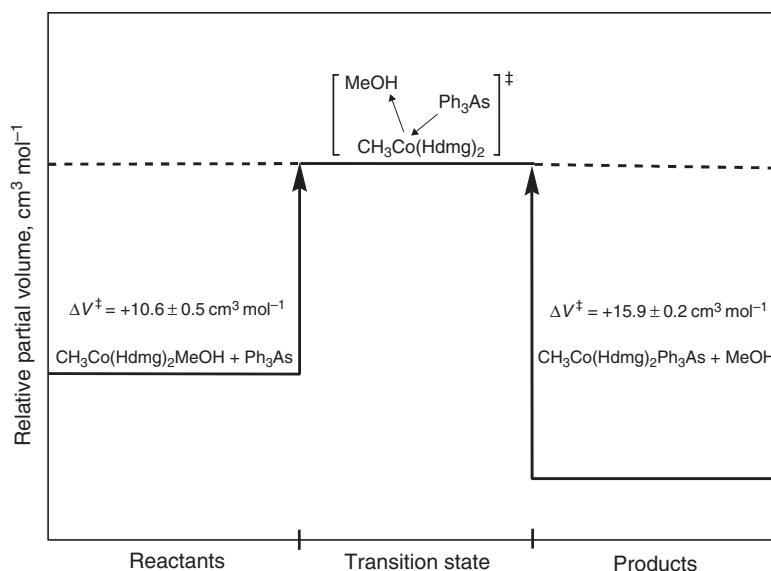 MeOH
Ph₃As
‡
CH₃Co(Hdmg)₂
Relative partial volume, cm³ mol⁻¹
ΔV‡ = +10.6 ± 0.5 cm³ mol⁻¹
ΔV‡ = +15.9 ± 0.2 cm³ mol⁻¹
CH₃Co(Hdmg)₂MeOH + Ph₃As
CH₃Co(Hdmg)₂Ph₃As + MeOH
Reactants
Transition state
Products